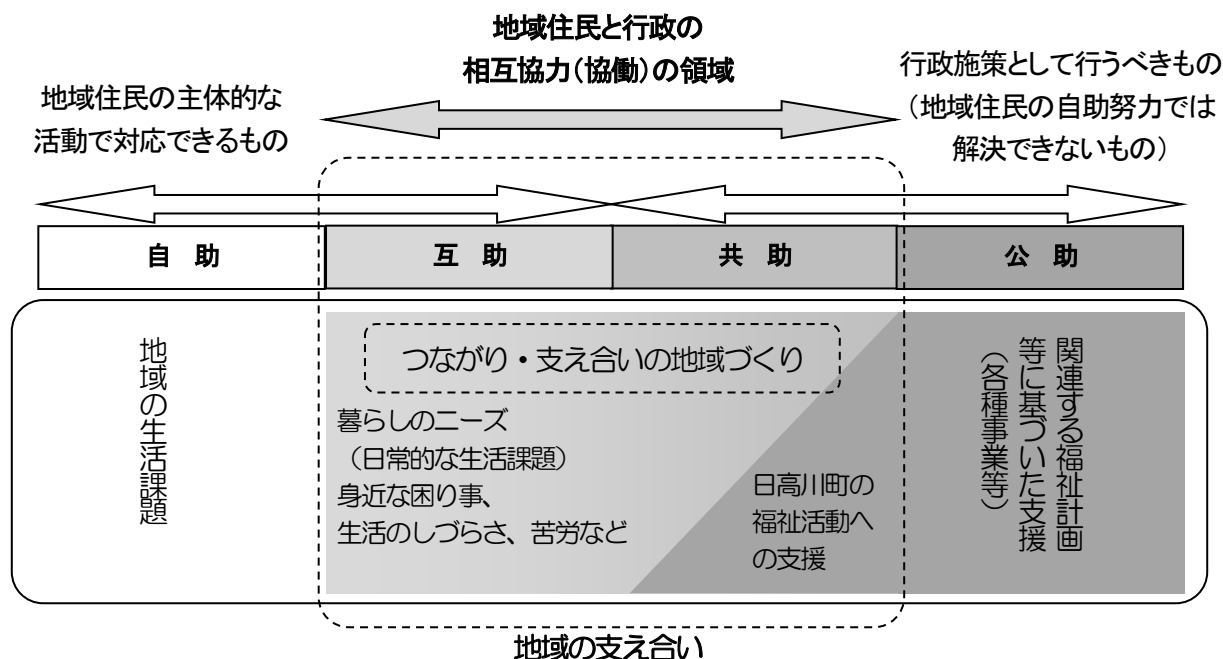 地域住民と行政の
相互協力（協働）の領域
地域住民の主体的な
活動で対応できるもの
行政施策として行うべきもの
（地域住民の自助努力では
解決できないもの）
自 助
互 助
共 助
公 助
地域の生活課題
つながり・支え合いの地域づくり
暮らしのニーズ
（日常的な生活課題）
身近な困り事、
生活のしづらさ、苦労など
日高川町の
福祉活動へ
の支援
関連する福祉計画
等に基づいた支援
（各種事業等）
地域の支え合い